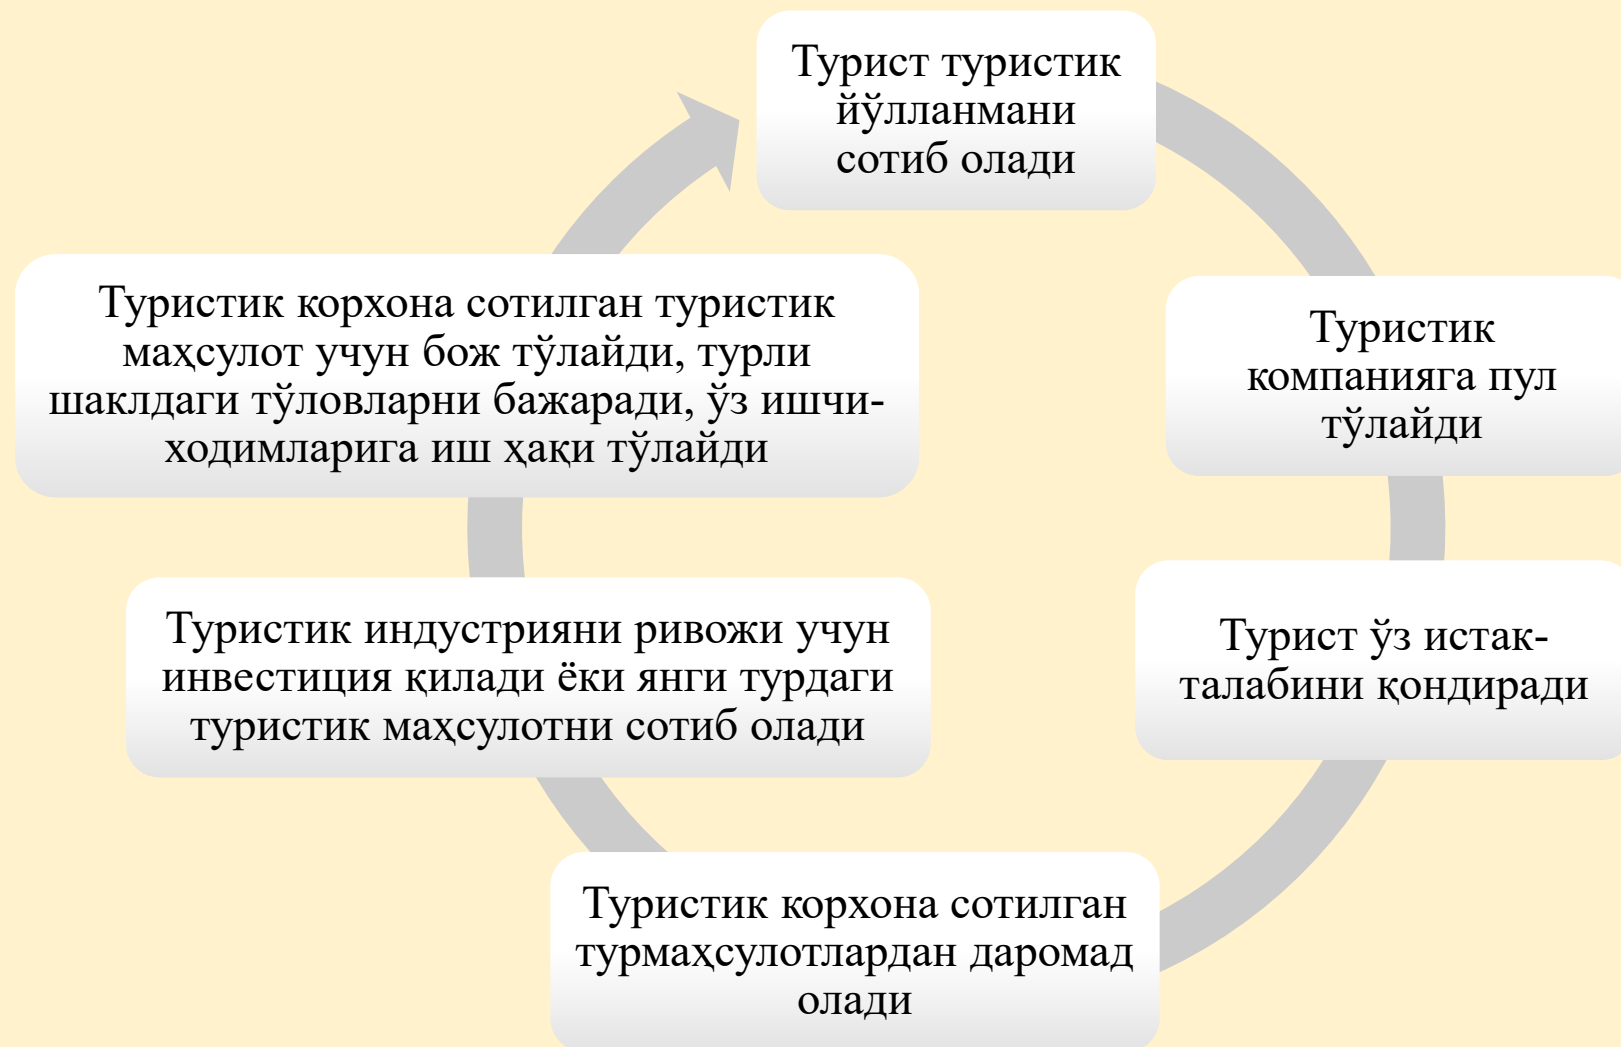 Турист туристик
йўлланмани
сотиб олади
Туристик
компанияга пул
тўлайди
Турист ўз истак-
талабини қондиради
Туристик корхона сотилган
турмаҳсулотлардан даромад
олади
Туристик индустрияни ривожи учун
инвестиция қилади ёки янги турдаги
туристик маҳсулотни сотиб олади
Туристик корхона сотилган туристик
маҳсулот учун бож тўлайди, турли
шаклдаги тўловларни бажаради, ўз ишчи-
ходимларига иш ҳақи тўлайди